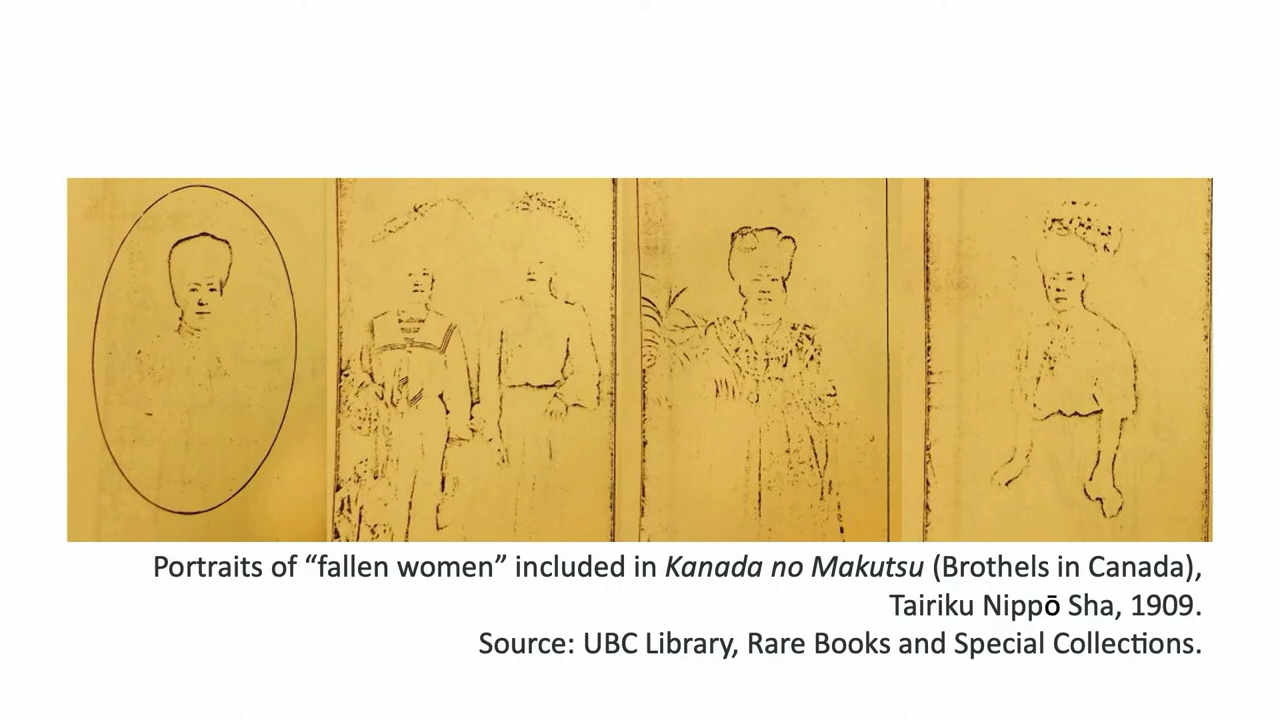 Portraits of “fallen women” included in Kanada no Makutsu (Brothels in Canada),
Tairiku Nippō Sha, 1909.
Source: UBC Library, Rare Books and Special Collections.